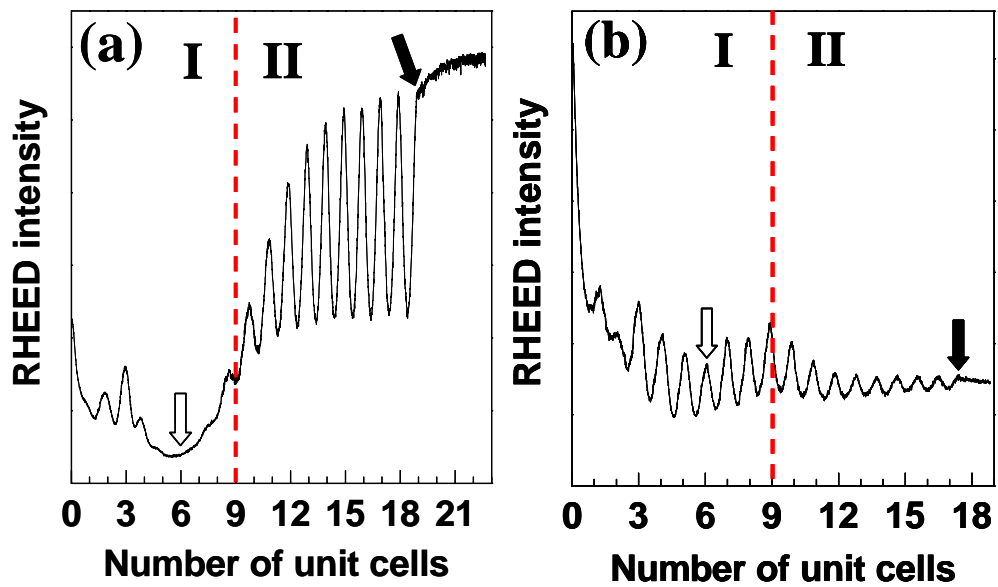 (a) I II
RHEED intensity
0 3 6 9 12 15 18 21
Number of unit cells
(b) I II
RHEED intensity
0 3 6 9 12 15 18
Number of unit cells